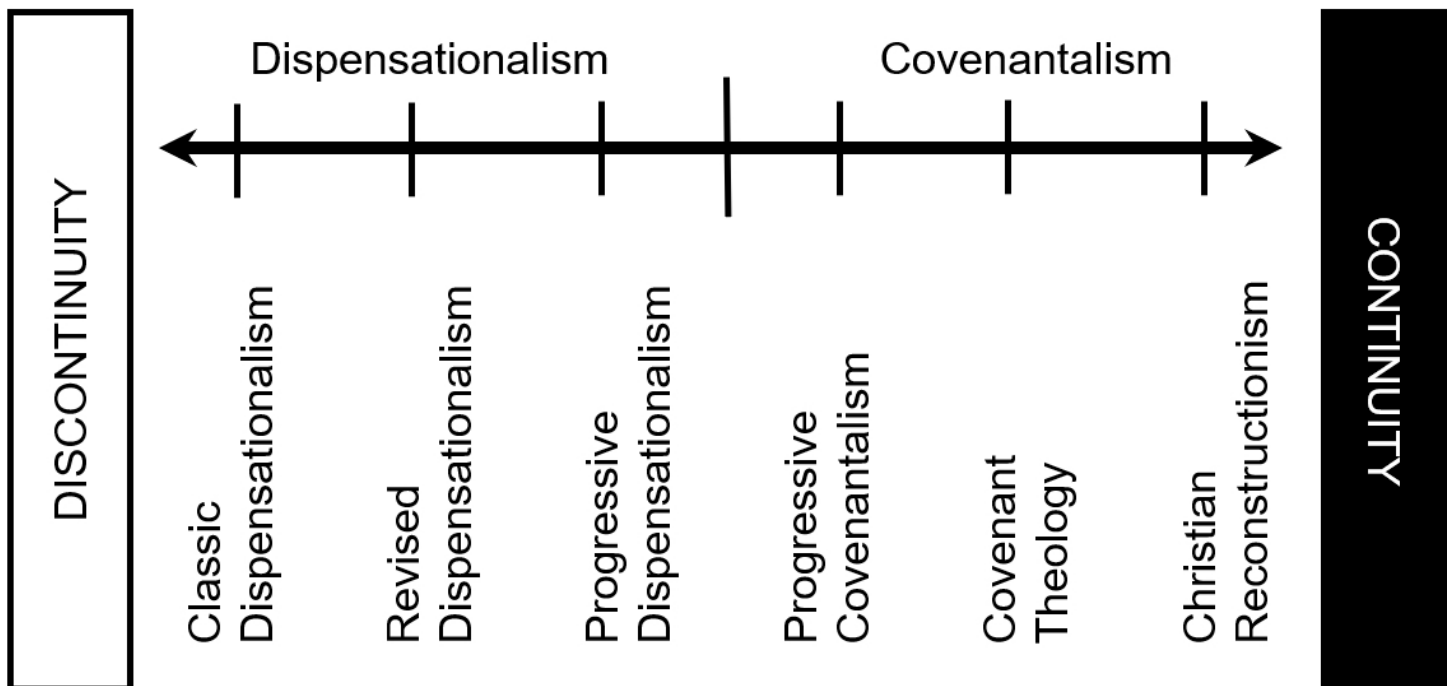 Dispensationalism
Covenantalism
DISCONTINUITY
Classic
Dispensationalism
Revised
Dispensationalism
Progressive
Dispensationalism
Progressive
Covenantalism
Covenant
Theology
Christian
Reconstructionism
CONTINUITY